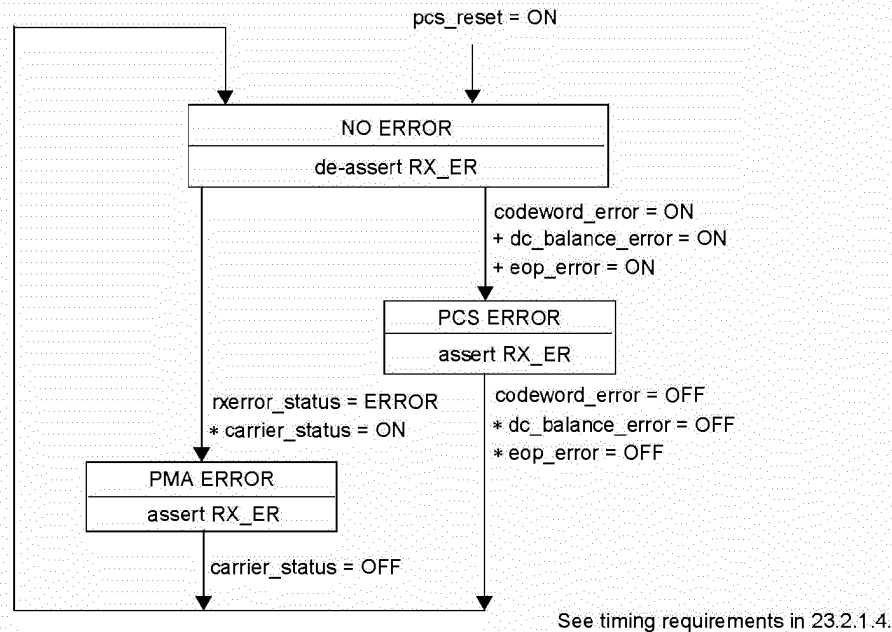 pcs_reset = ON
NO ERROR
de-assert RX_ER
codeword_error = ON
+ dc_balance_error = ON
+ eop_error = ON
PCS ERROR
assert RX_ER
rxerror_status = ERROR
* carrier_status = ON
codeword_error = OFF
* dc_balance_error = OFF
* eop_error = OFF
PMA ERROR
assert RX_ER
carrier_status = OFF
See timing requirements in 23.2.1.4.